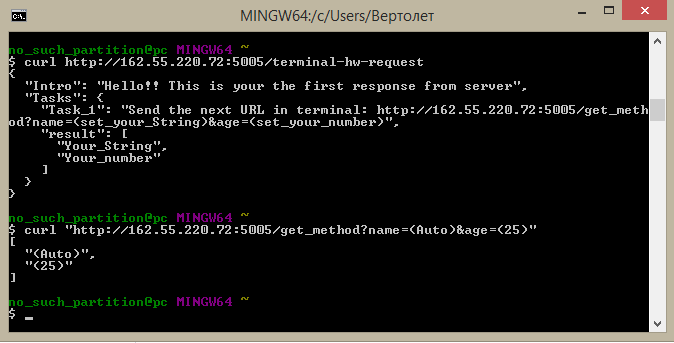 MINGW64:/c/Users/Вертолет
no_such_partition@pc MINGW64 ~
$ curl http://162.55.220.72:5005/terminal-hw-request
{
  "Intro": "Hello!! This is your the first response from server",
  "Tasks": {
    "Task_1": "Send the next URL in terminal: http://162.55.220.72:5005/get_meth
od?name=(set_your_String)&age=(set_your_number)",
    "result": [
      "Your_String",
      "Your_number"
    ]
  }
}
no_such_partition@pc MINGW64 ~
$ curl "http://162.55.220.72:5005/get_method?name=(Auto)&age=(25)"
[
  "(Auto)",
  "(25)"
]
no_such_partition@pc MINGW64 ~
$ _